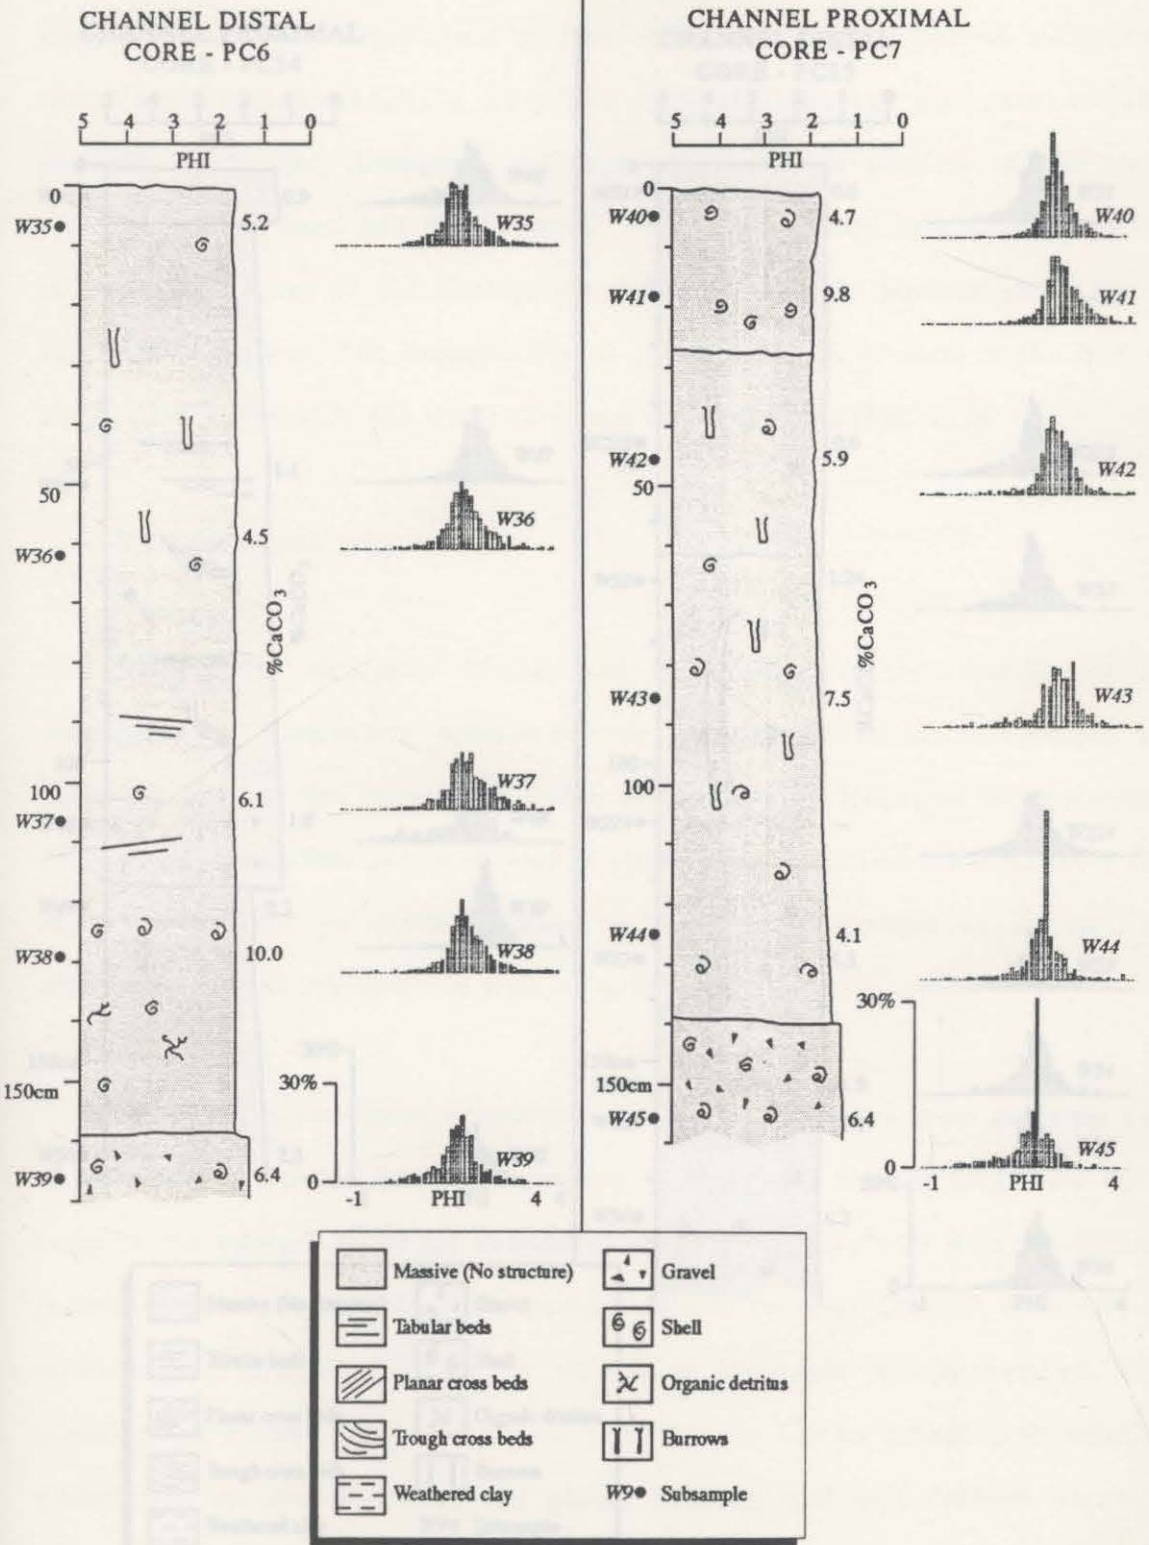 CHANNEL DISTAL
CORE - PC6
5 4 3 2 1 0
PHI
0
W35
5.2
W35
50
W36
4.5
W36
%CaCO3
100
W37
6.1
W37
W38
10.0
W38
150cm
30%
W39
6.4
0
W39
-1 PHI 4
CHANNEL PROXIMAL
CORE - PC7
5 4 3 2 1 0
PHI
0
W40
4.7
W40
W41
9.8
W41
W42
5.9
W42
50
%CaCO3
W43
7.5
W43
100
W44
4.1
W44
30%
150cm
W45
6.4
0
W45
-1 PHI 4
Massive (No structure)
Tabular beds
Planar cross beds
Trough cross beds
Weathered clay
Gravel
Shell
Organic detritus
Burrows
W9 Subsample